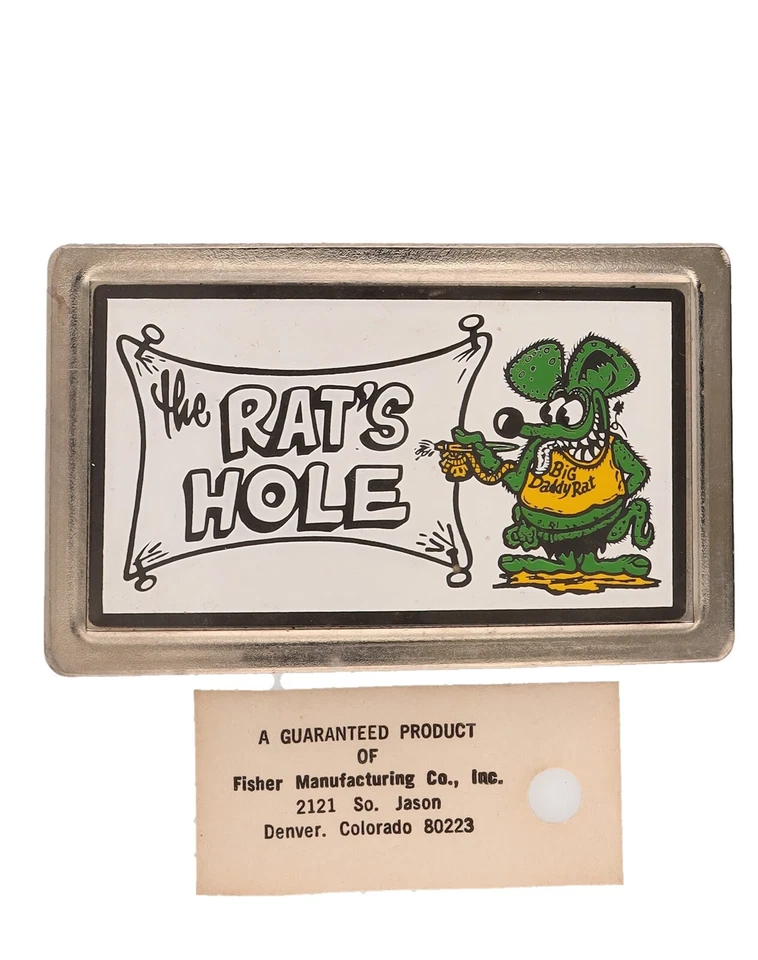 the RAT'S
HOLE
BiG
Daddy Rat
A GUARANTEED PRODUCT
OF
Fisher Manufacturing Co., Inc.
2121 So. Jason
Denver. Colorado 80223